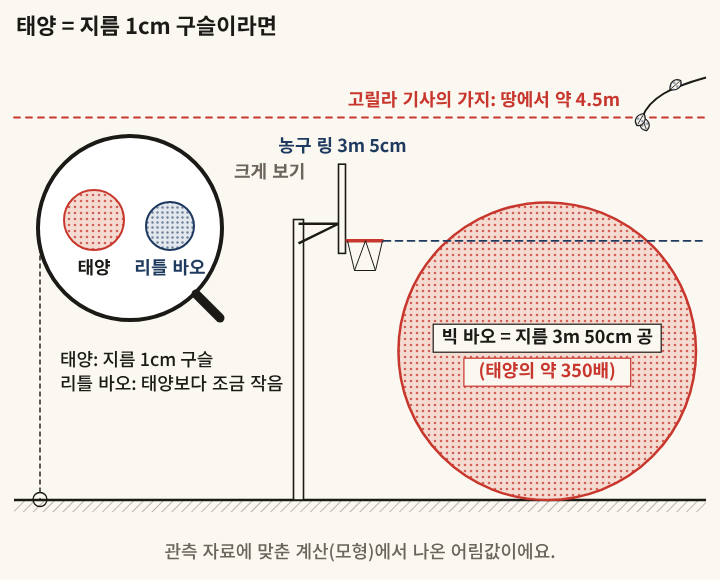 태양 = 지름 1cm 구슬이라면
고릴라 기사의 가지: 땅에서 약 4.5m
농구 링 3m 5cm
크게 보기
태양
리틀 바오
빅 바오 = 지름 3m 50cm 공
(태양의 약 350배)
태양: 지름 1cm 구슬
리틀 바오: 태양보다 조금 작음
관측 자료에 맞춘 계산(모형)에서 나온 어림값이에요.